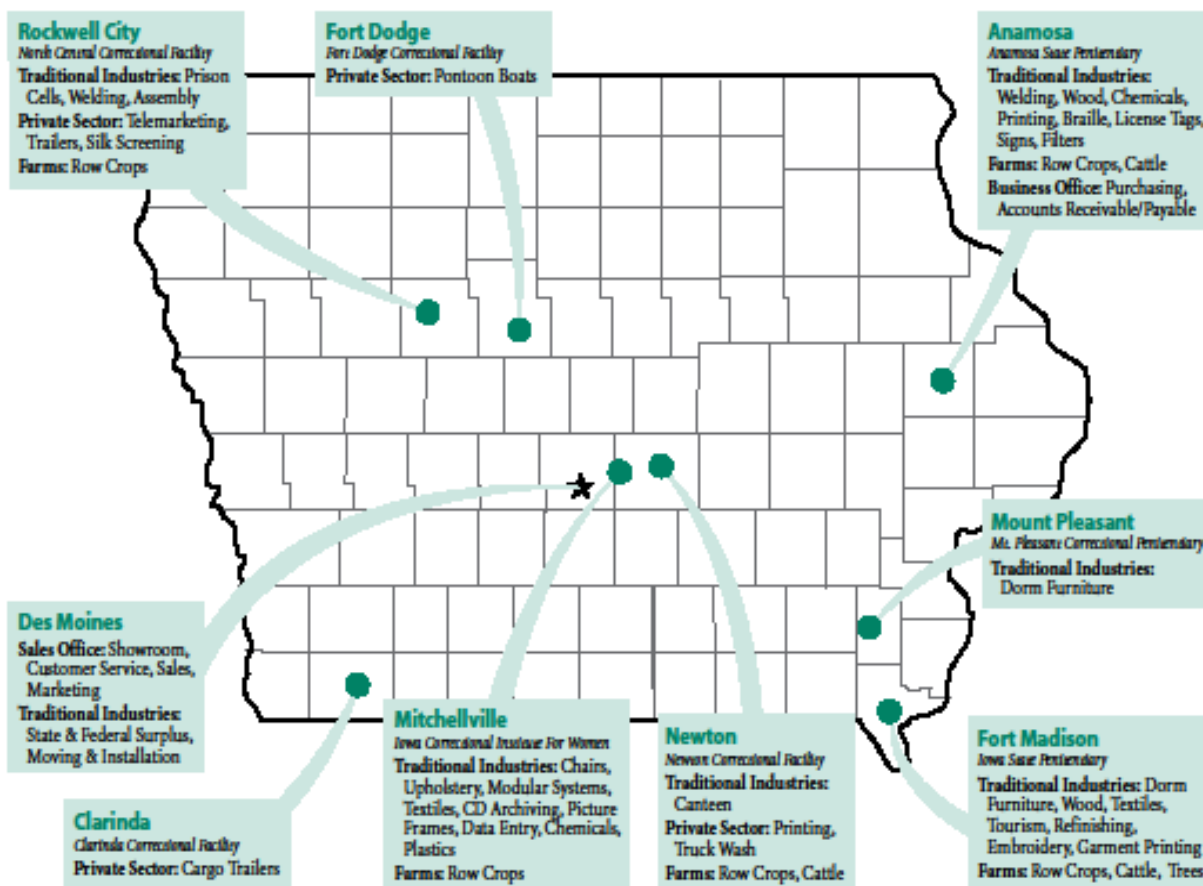 Rockwell City
North Central Correctional Facility
Traditional Industries: Prison
Cells, Welding, Assembly
Private Sector: Telemarketing,
Trailers, Silk Screening
Farms: Row Crops
Fort Dodge
Fort Dodge Correctional Facility
Private Sector: Pontoon Boats
Anamosa
Anamosa State Penitentiary
Traditional Industries:
Welding, Wood, Chemicals,
Printing, Braille, License Tags,
Signs, Filters
Farms: Row Crops, Cattle
Business Office: Purchasing,
Accounts Receivable/Payable
Mount Pleasant
Mt. Pleasant Correctional Penitentiary
Traditional Industries:
Dorm Furniture
Des Moines
Sales Office: Showroom,
Customer Service, Sales,
Marketing
Traditional Industries:
State & Federal Surplus,
Moving & Installation
Clarinda
Clarinda Correctional Facility
Private Sector: Cargo Trailers
Mitchellville
Iowa Correctional Institute For Women
Traditional Industries: Chairs,
Upholstery, Modular Systems,
Textiles, CD Archiving, Picture
Frames, Data Entry, Chemicals,
Plastics
Farms: Row Crops
Newton
Newton Correctional Facility
Traditional Industries:
Canteen
Private Sector: Printing,
Truck Wash
Farms: Row Crops, Cattle
Fort Madison
Iowa State Penitentiary
Traditional Industries: Dorm
Furniture, Wood, Textiles,
Tourism, Refinishing,
Embroidery, Garment Printing
Farms: Row Crops, Cattle, Trees